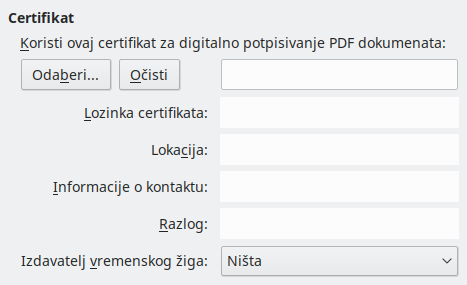 Certifikat
Koristi ovaj certifikat za digitalno potpisivanje PDF dokumenata:
Odaberi... Očisti
Lozinka certifikata:
Lokacija:
Informacije o kontaktu:
Razlog:
Izdavatelj vremenskog žiga: Ništa